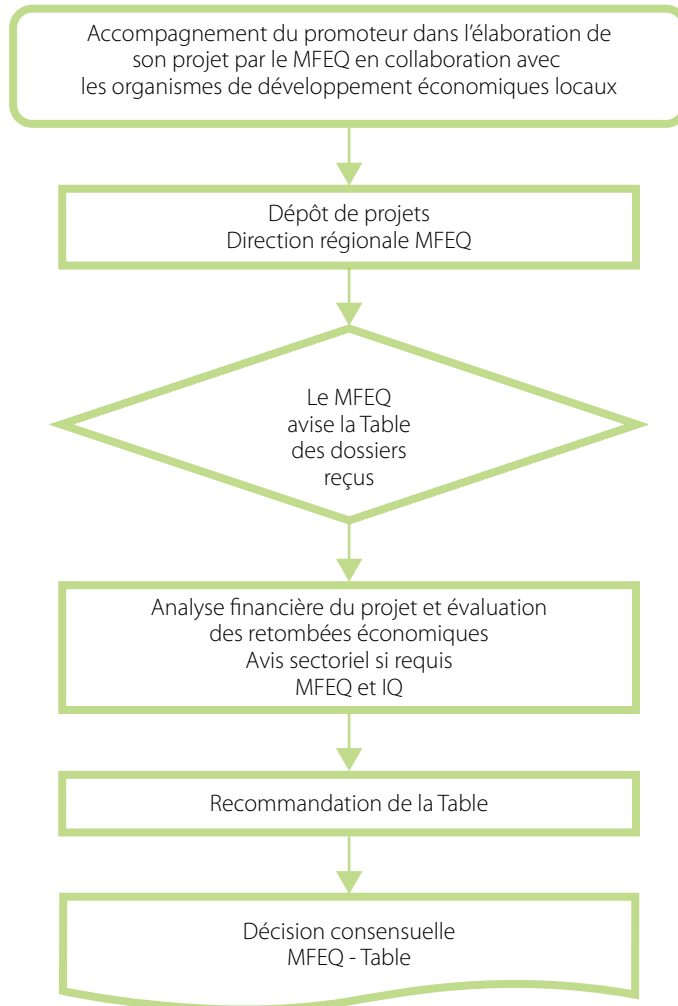 Accompagnement du promoteur dans l’élaboration de
son projet par le MFEQ en collaboration avec
les organismes de développement économiques locaux
Dépôt de projets
Direction régionale MFEQ
Le MFEQ
avise la Table
des dossiers
reçus
Analyse financière du projet et évaluation
des retombées économiques
Avis sectoriel si requis
MFEQ et IQ
Recommandation de la Table
Décision consensuelle
MFEQ - Table